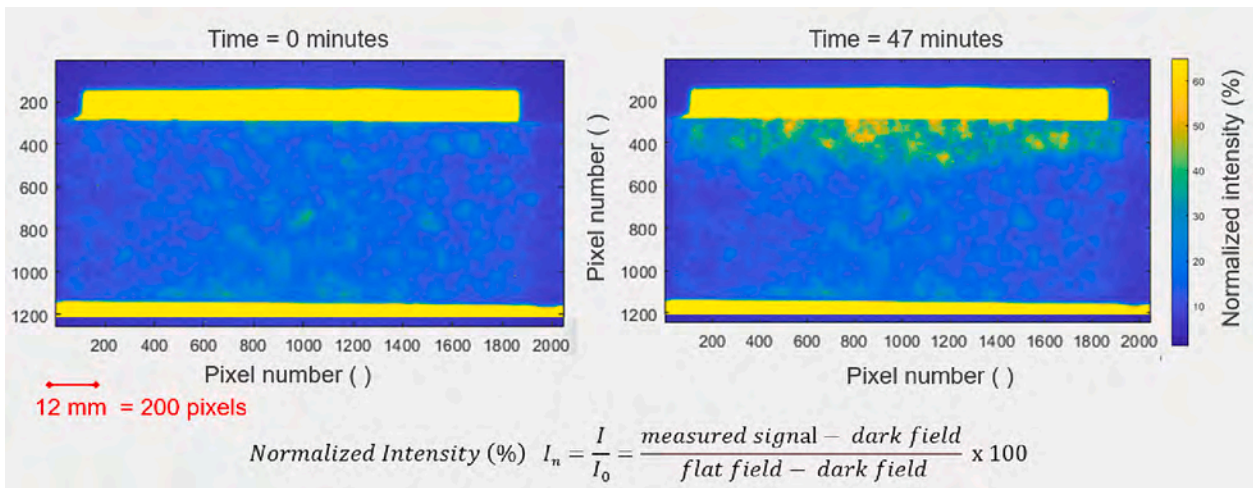 Time = 0 minutes
200
400
600
800
1000
1200
200 400 600 800 1000 1200 1400 1600 1800 2000
Pixel number ( )
12 mm = 200 pixels
Time = 47 minutes
Pixel number ( )
200
400
600
800
1000
1200
200 400 600 800 1000 1200 1400 1600 1800 2000
Pixel number ( )
60
50
40
30
20
10
Normalized intensity (%)
Normalized Intensity (%) I_n = I / I_0 = measured signal − dark field / flat field − dark field x 100